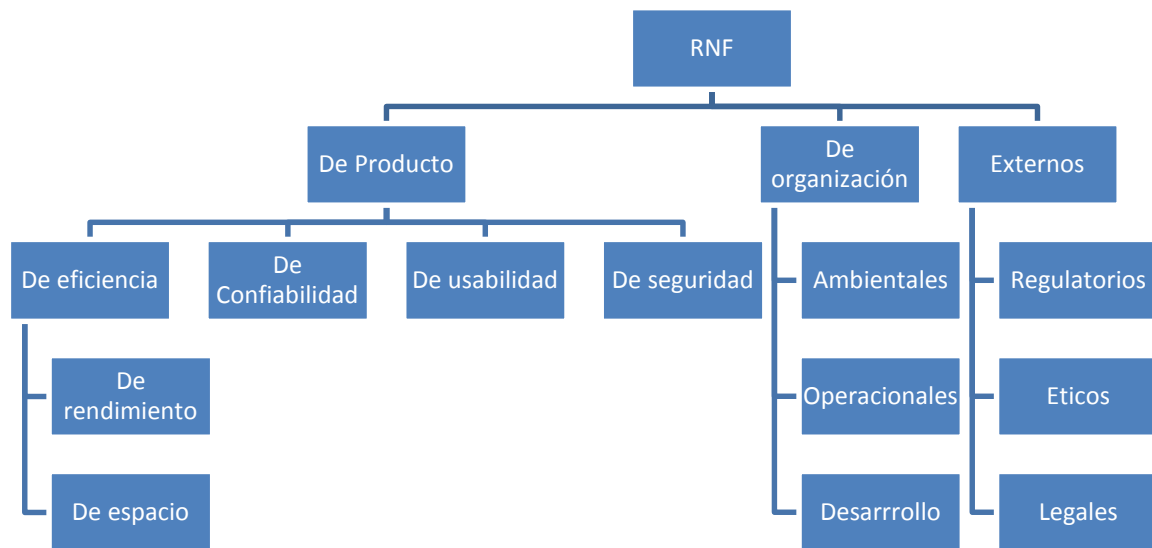 RNF
De Producto
De
organización
Externos
De eficiencia
De
Confiabilidad
De usabilidad
De seguridad
Ambientales
Regulatorios
De
rendimiento
Operacionales
Eticos
De espacio
Desarrrollo
Legales